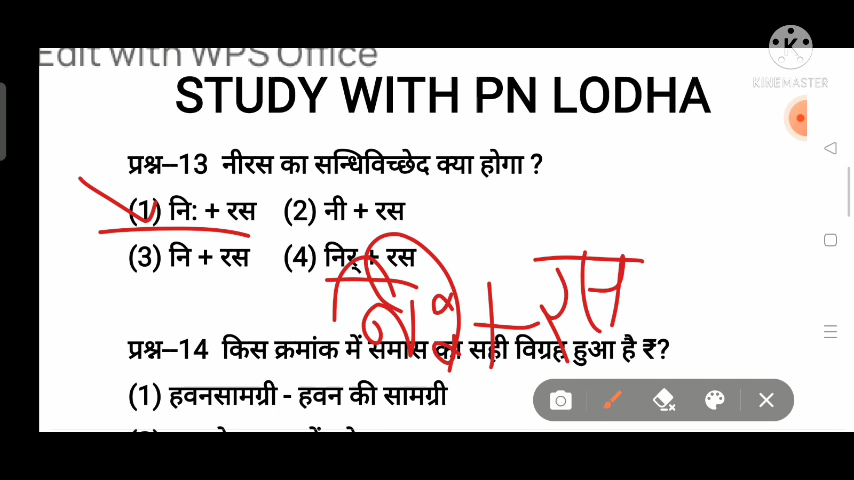 Edit with WPS Office
KINEMASTER
STUDY WITH PN LODHA
प्रश्न–13 नीरस का सन्धिविच्छेद क्या होगा ?
(1) नि: + रस (2) नी + रस
(3) नि + रस (4) निर् + रस
निः + रस
प्रश्न–14 किस क्रमांक में समास का सही विग्रह हुआ है ₹?
(1) हवनसामग्री - हवन की सामग्री